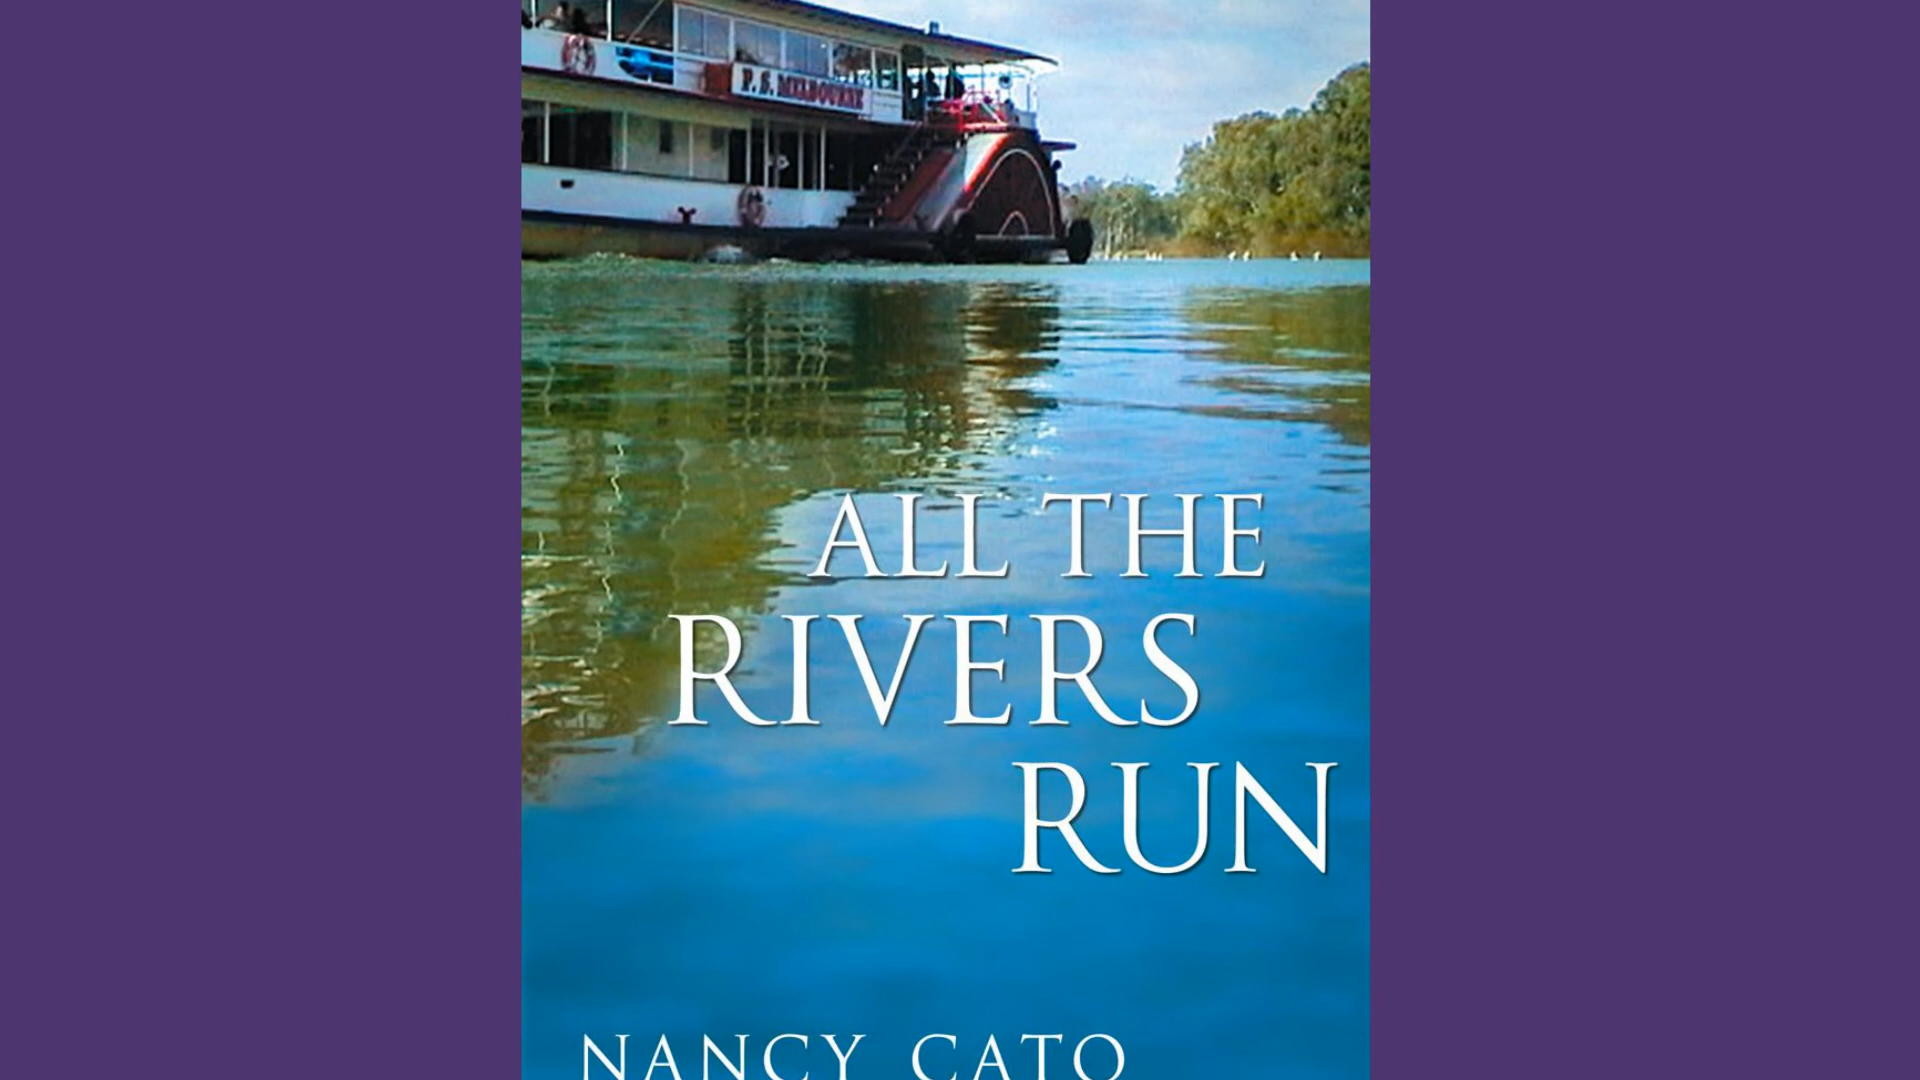 P.S. MELBOURNE
ALL THE
RIVERS
RUN
NANCY CATO